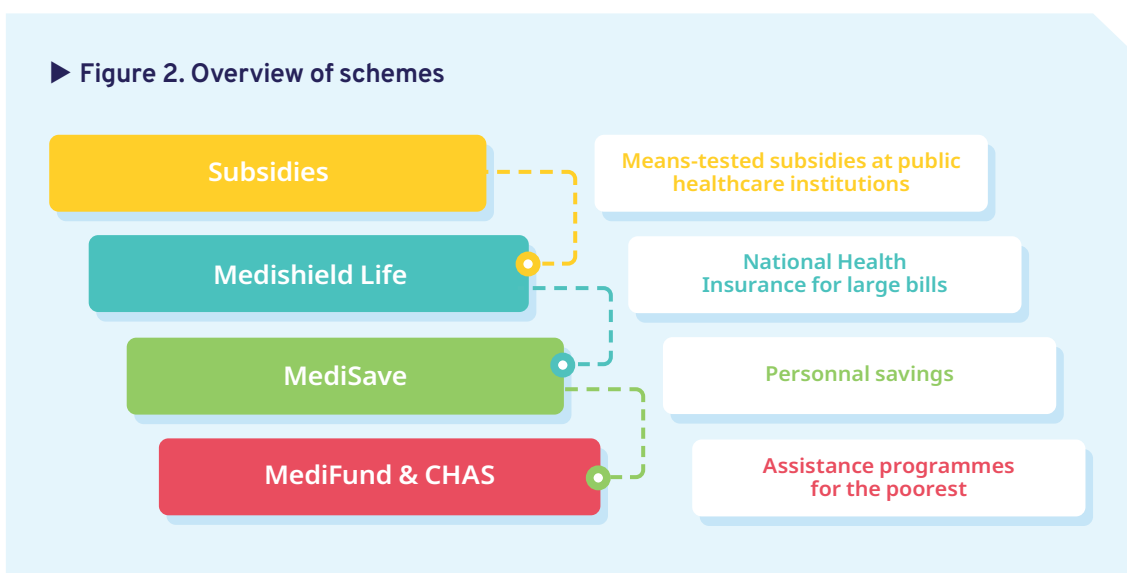 ▶ Figure 2. Overview of schemes
Subsidies
Means-tested subsidies at public
healthcare institutions
Medishield Life
National Health
Insurance for large bills
MediSave
Personnal savings
MediFund & CHAS
Assistance programmes
for the poorest